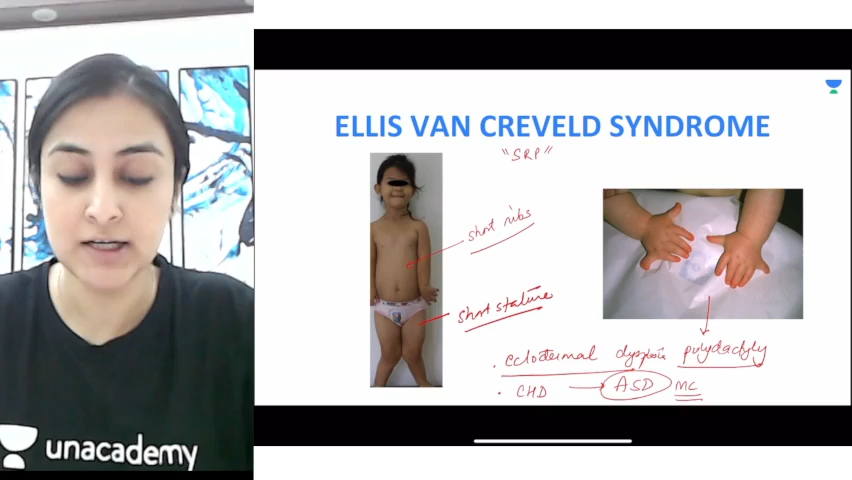 ELLIS VAN CREVELD SYNDROME
"SRP"
short ribs
short stature
. ectodermal dysplasia polydactyly
. CHD → ASD MC
unacademy